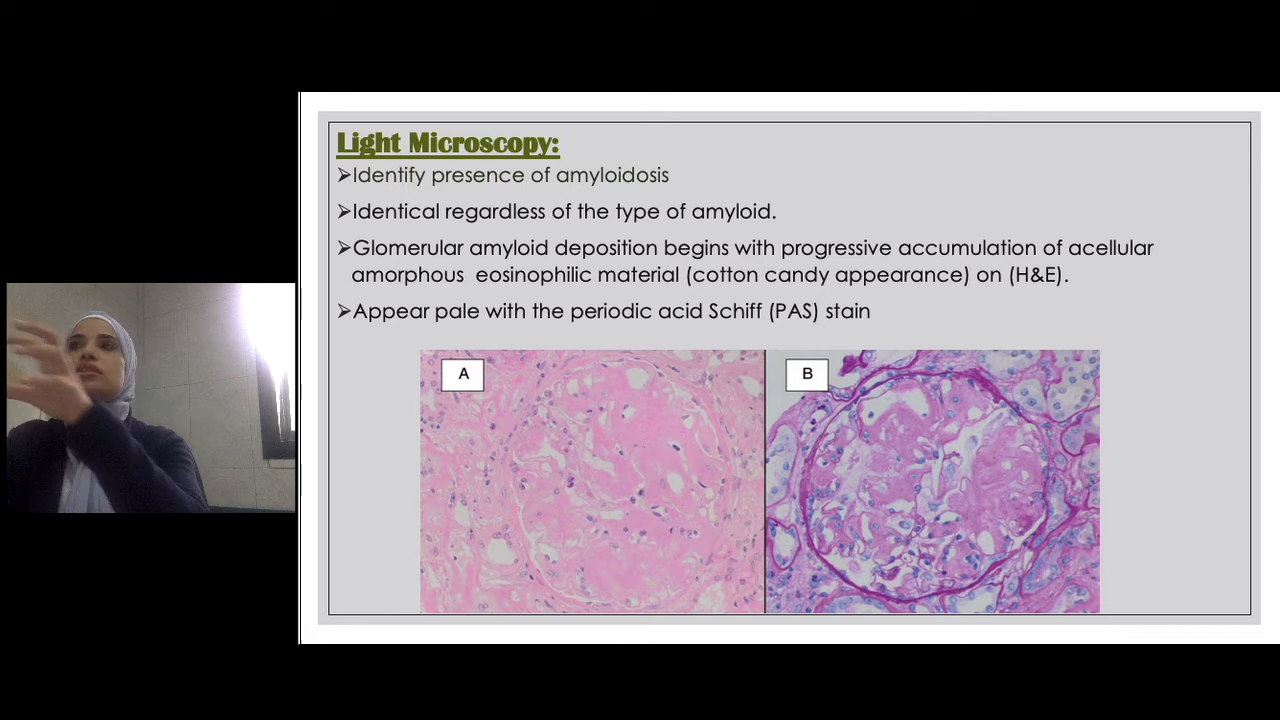 Light Microscopy:
➢Identify presence of amyloidosis
➢Identical regardless of the type of amyloid.
➢Glomerular amyloid deposition begins with progressive accumulation of acellular
amorphous eosinophilic material (cotton candy appearance) on (H&E).
➢Appear pale with the periodic acid Schiff (PAS) stain
A
B